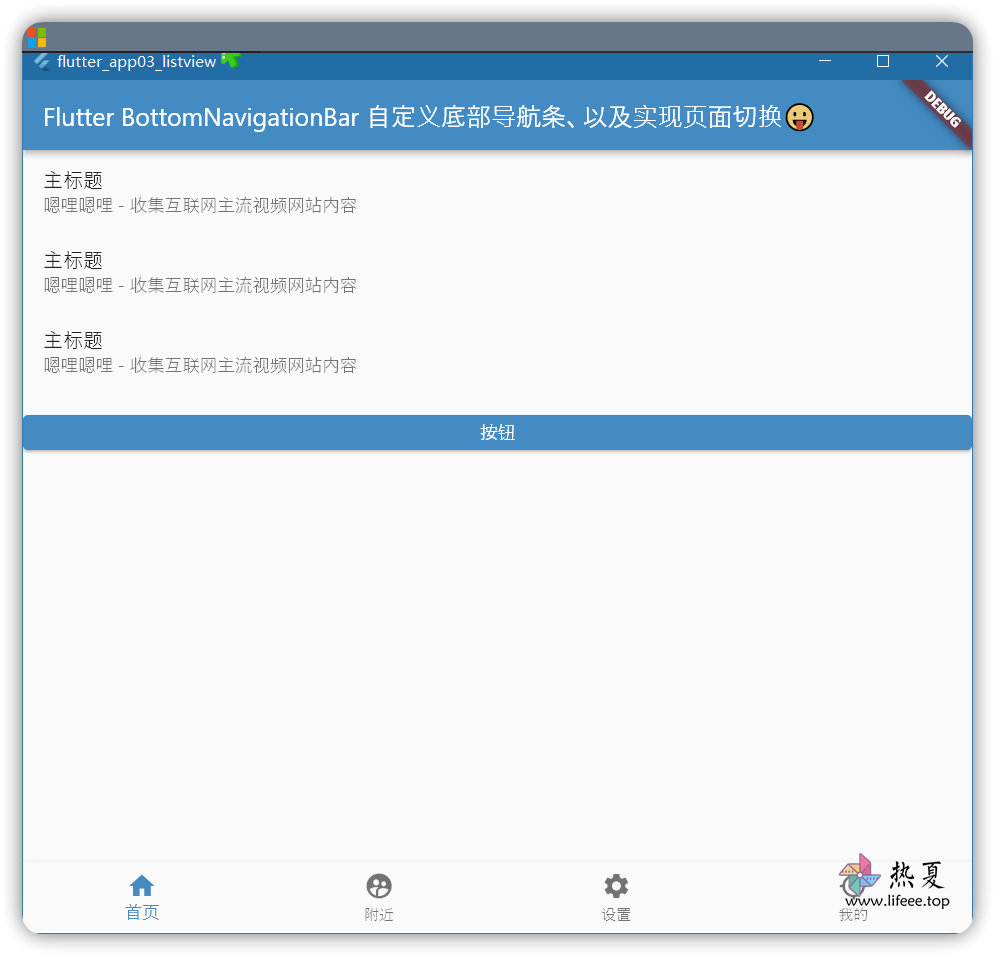 flutter_app03_listview
Flutter BottomNavigationBar 自定义底部导航条、以及实现页面切换😛
DEBUG
主标题
嗯哩嗯哩 - 收集互联网主流视频网站内容
主标题
嗯哩嗯哩 - 收集互联网主流视频网站内容
主标题
嗯哩嗯哩 - 收集互联网主流视频网站内容
按钮
首页
附近
设置
我的
热夏
www.lifeee.top